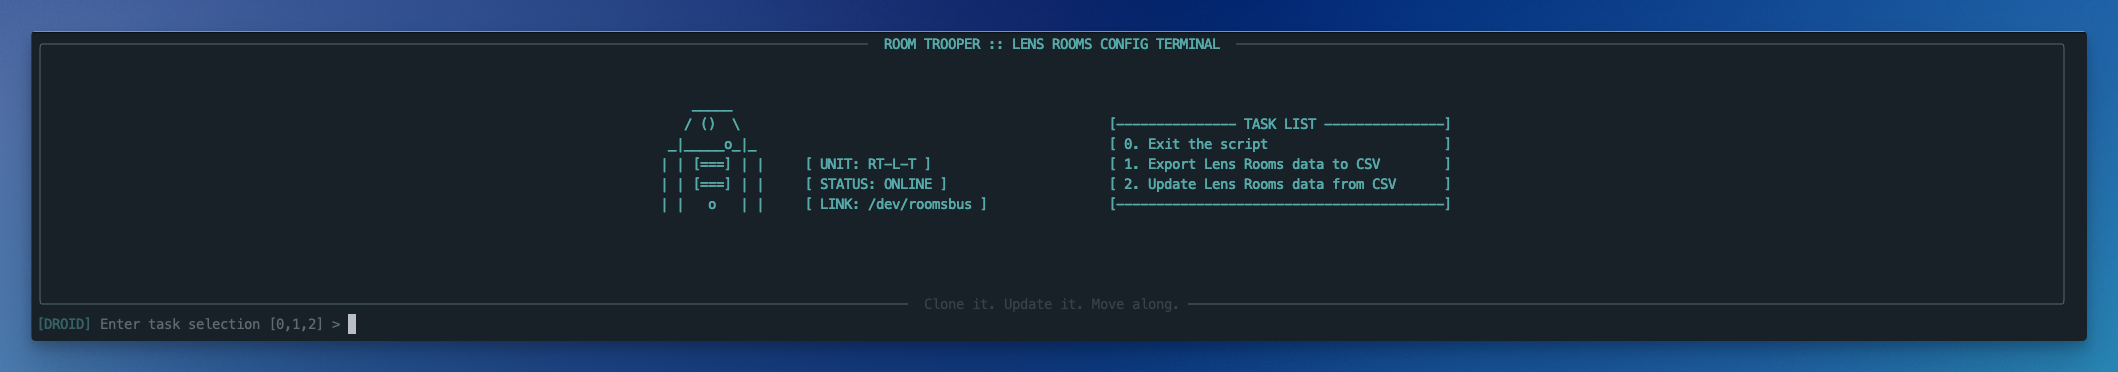 ROOM TROOPER :: LENS ROOMS CONFIG TERMINAL
[--------------- TASK LIST ---------------]
[ 0. Exit the script ]
[ 1. Export Lens Rooms data to CSV ]
[ 2. Update Lens Rooms data from CSV ]
[ UNIT: RT-L-T ]
[ STATUS: ONLINE ]
[ LINK: /dev/roomsbus ]
Clone it. Update it. Move along.
[DROID] Enter task selection [0,1,2] >